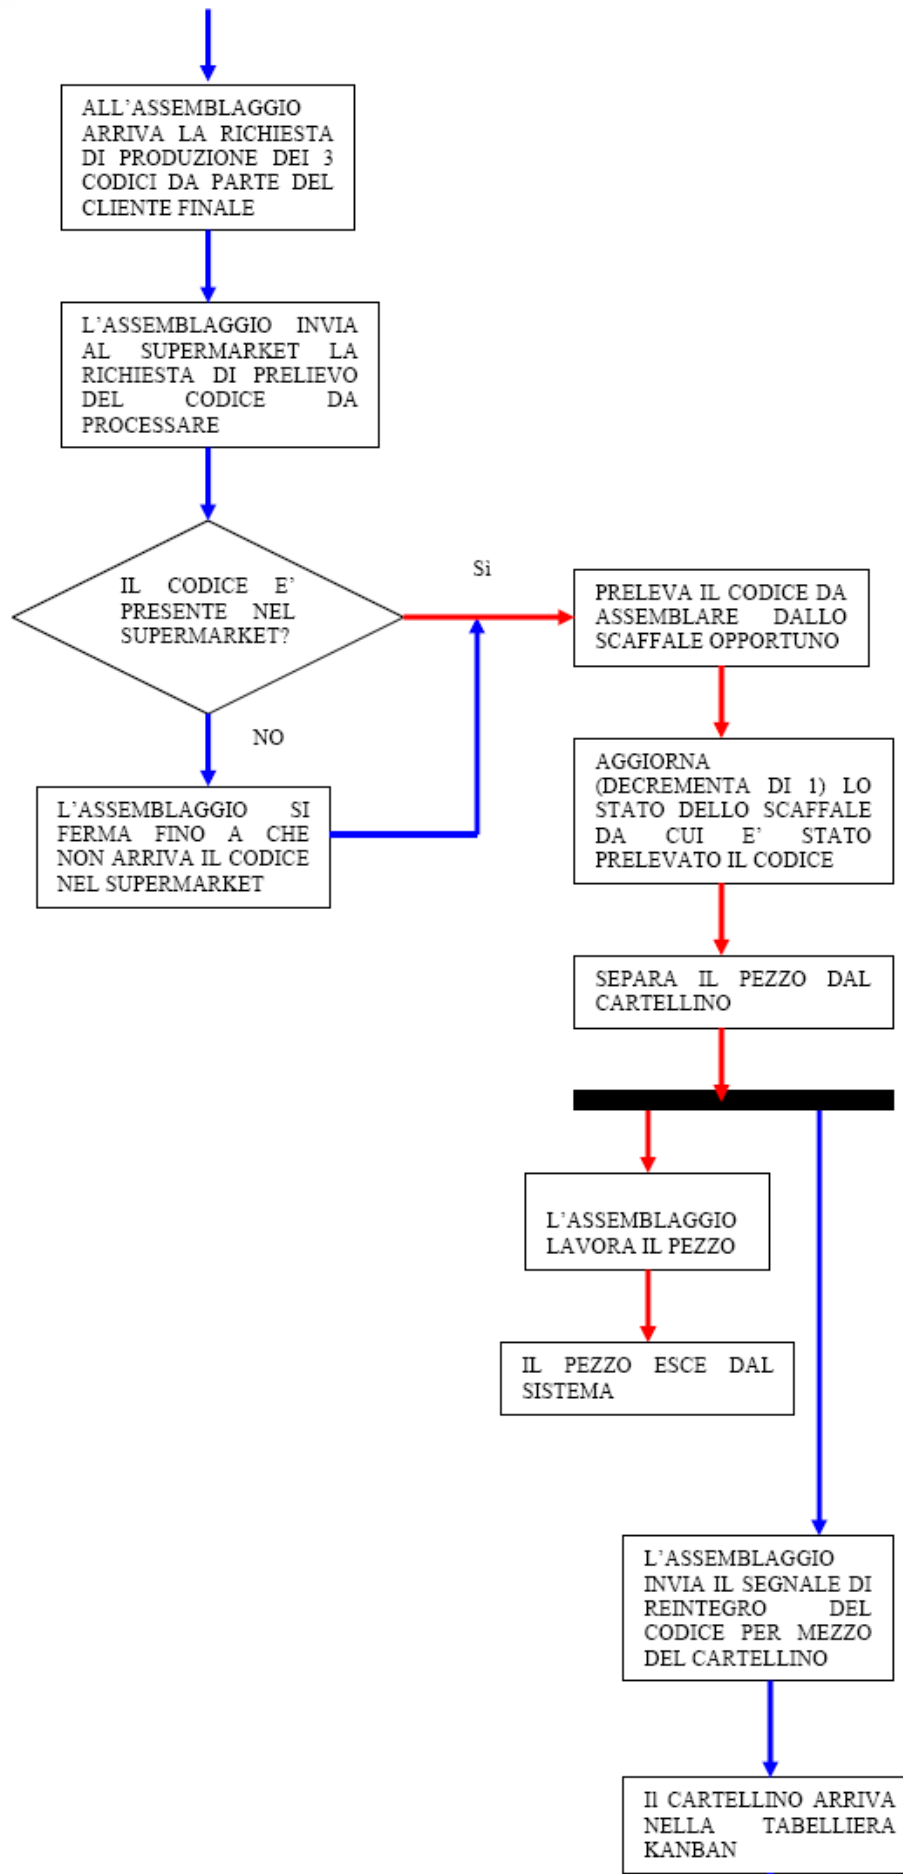 ALL'ASSEMBLAGGIO
ARRIVA LA RICHIESTA
DI PRODUZIONE DEI 3
CODICI DA PARTE DEL
CLIENTE FINALE
L'ASSEMBLAGGIO INVIA
AL SUPERMARKET LA
RICHIESTA DI PRELIEVO
DEL CODICE DA
PROCESSARE
IL CODICE E'
PRESENTE NEL
SUPERMARKET?
Sì
PRELEVA IL CODICE DA
ASSEMBLARE DALLO
SCAFFALE OPPORTUNO
NO
L'ASSEMBLAGGIO SI
FERMA FINO A CHE
NON ARRIVA IL CODICE
NEL SUPERMARKET
AGGIORNA
(DECREMENTA DI 1) LO
STATO DELLO SCAFFALE
DA CUI E' STATO
PRELEVATO IL CODICE
SEPARA IL PEZZO DAL
CARTELLINO
L'ASSEMBLAGGIO
LAVORA IL PEZZO
IL PEZZO ESCE DAL
SISTEMA
L'ASSEMBLAGGIO
INVIA IL SEGNALE DI
REINTEGRO DEL
CODICE PER MEZZO
DEL CARTELLINO
Il CARTELLINO ARRIVA
NELLA TABELLIERA
KANBAN